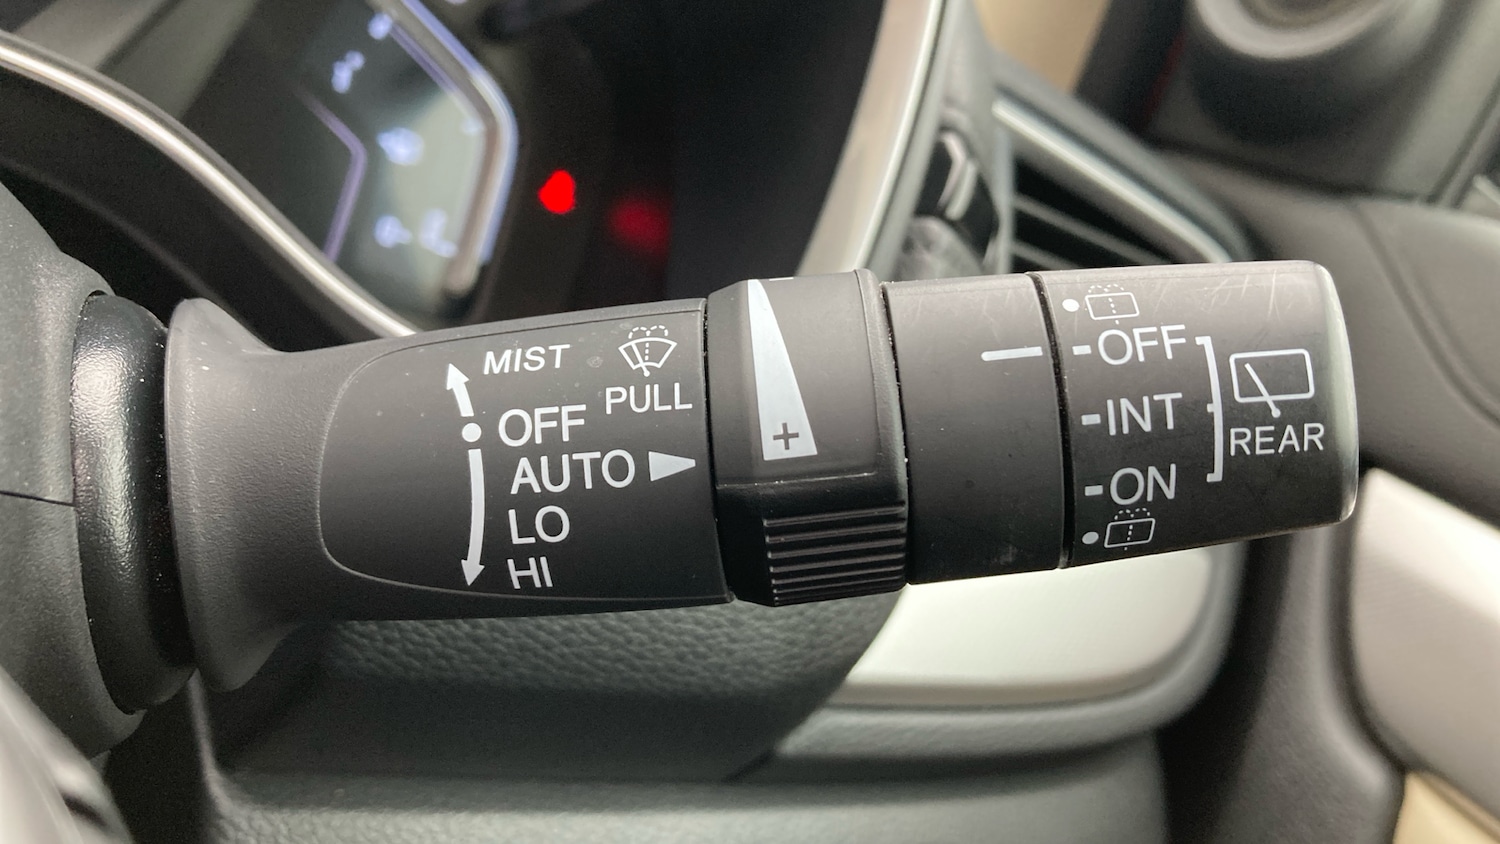 MIST
PULL
OFF
AUTO
LO
HI
+
-OFF
-INT
-ON
REAR